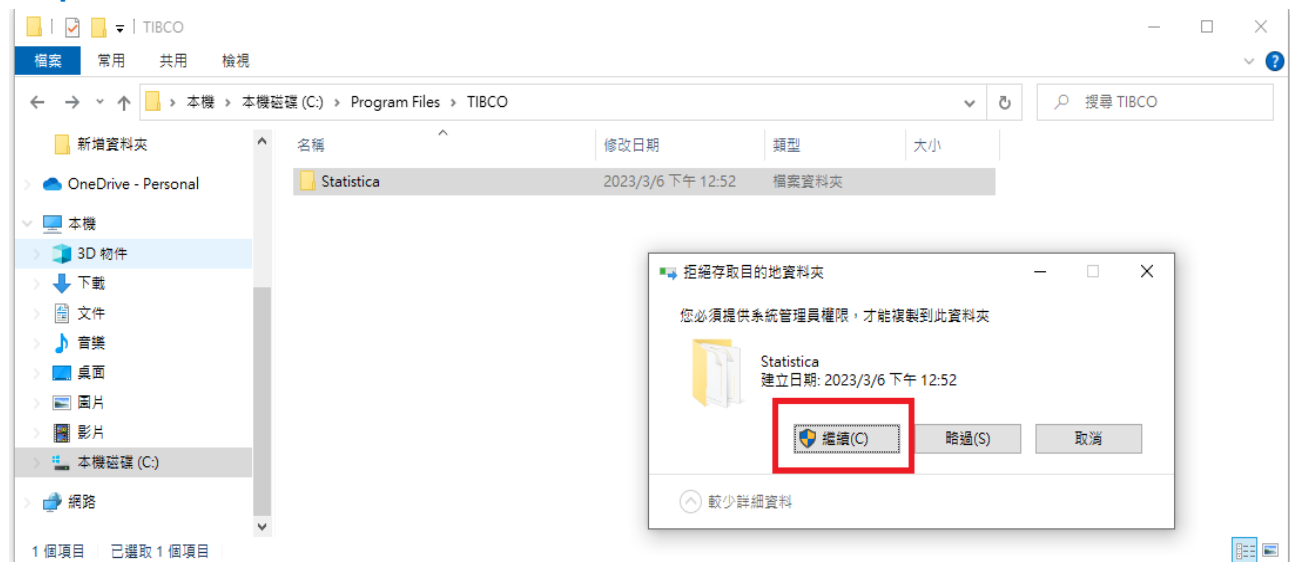 TIBCO
檔案 常用 共用 檢視
本機 › 本機磁碟 (C:) › Program Files › TIBCO
搜尋 TIBCO
名稱 修改日期 類型 大小
Statistica 2023/3/6 下午 12:52 檔案資料夾
新增資料夾
OneDrive - Personal
本機
3D 物件
下載
文件
音樂
桌面
圖片
影片
本機磁碟 (C:)
網路
拒絕存取目的地資料夾
您必須提供系統管理員權限，才能複製到此資料夾
Statistica
建立日期: 2023/3/6 下午 12:52
繼續(C) 略過(S) 取消
較少詳細資料
1 個項目 已選取 1 個項目